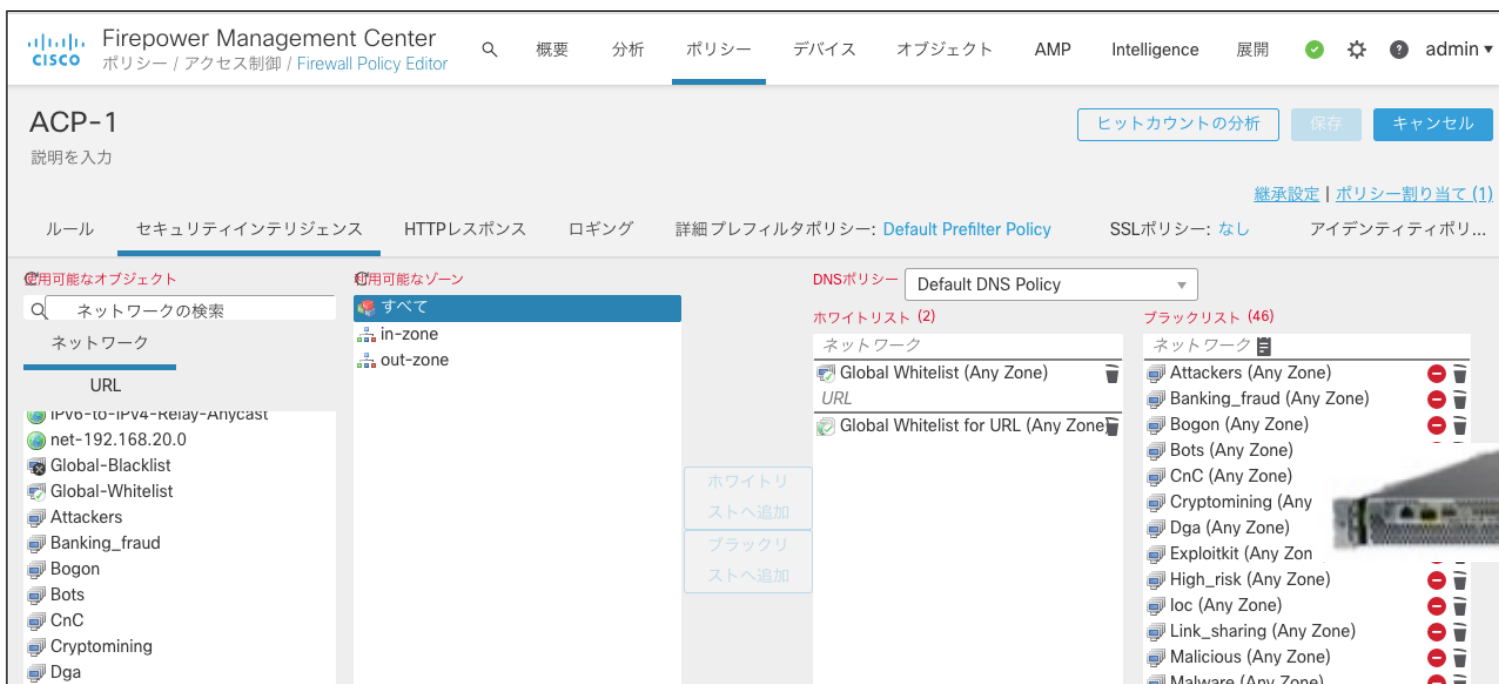 CISCO
Firepower Management Center
ポリシー / アクセス制御 / Firewall Policy Editor
概要 分析 ポリシー デバイス オブジェクト AMP Intelligence 展開 admin
ACP-1
説明を入力
ヒットカウントの分析 保存 キャンセル
継承設定 | ポリシー割り当て (1)
ルール セキュリティインテリジェンス HTTPレスポンス ロギング 詳細プレフィルタポリシー: Default Prefilter Policy SSLポリシー: なし アイデンティティポリ...
用可能なオブジェクト
ネットワークの検索
ネットワーク
URL
IPv6-to-IPv4-Relay-Anycast
net-192.168.20.0
Global-Blacklist
Global-Whitelist
Attackers
Banking_fraud
Bogon
Bots
CnC
Cryptomining
Dga
用可能なゾーン
すべて
in-zone
out-zone
ホワイトリ
ストへ追加
ブラックリ
ストへ追加
DNSポリシー Default DNS Policy
ホワイトリスト (2)
ネットワーク
Global Whitelist (Any Zone)
URL
Global Whitelist for URL (Any Zone)
ブラックリスト (46)
ネットワーク
Attackers (Any Zone)
Banking_fraud (Any Zone)
Bogon (Any Zone)
Bots (Any Zone)
CnC (Any Zone)
Cryptomining (Any
Dga (Any Zone)
Exploitkit (Any Zon
High_risk (Any Zone)
Ioc (Any Zone)
Link_sharing (Any Zone)
Malicious (Any Zone)
Malware (Any Zone)